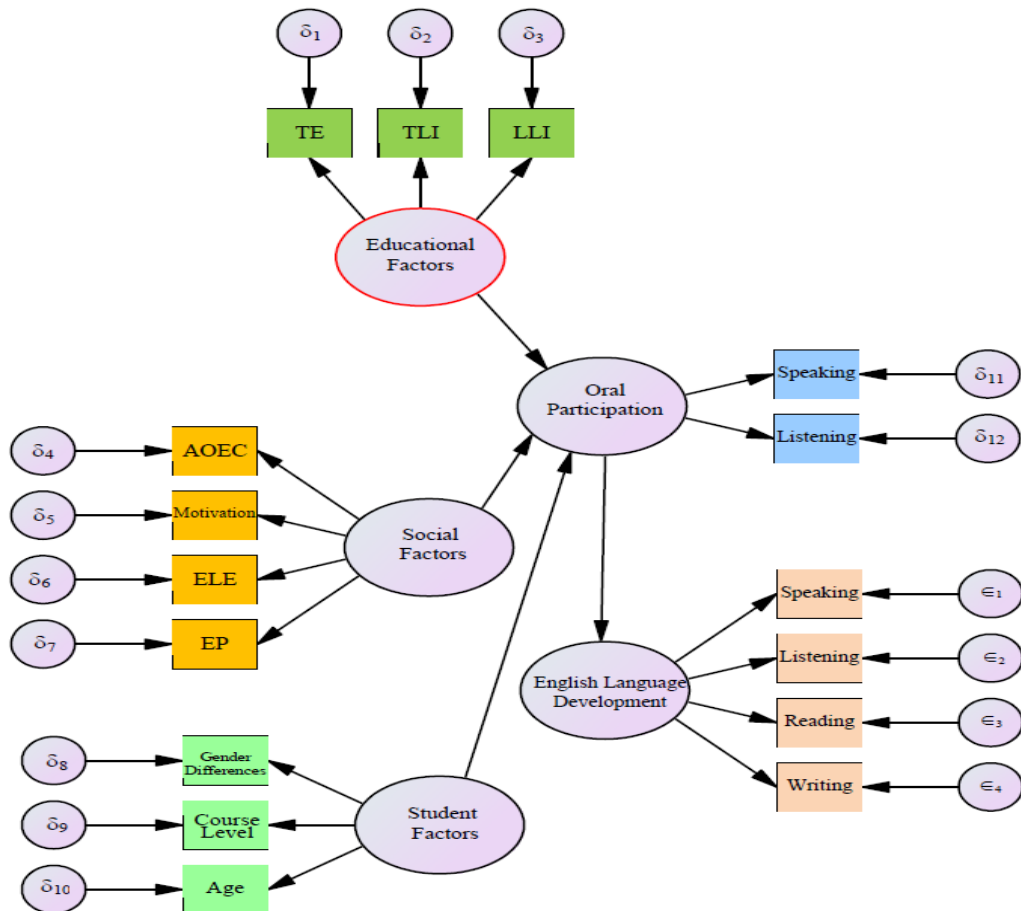 δ1 δ2 δ3
TE TLI LLI
Educational
Factors
Oral
Participation
Speaking δ11
Listening δ12
δ4 AOEC
δ5 Motivation
δ6 ELE
δ7 EP
Social
Factors
English Language
Development
Speaking ∈1
Listening ∈2
Reading ∈3
Writing ∈4
δ8 Gender
Differences
δ9 Course
Level
δ10 Age
Student
Factors